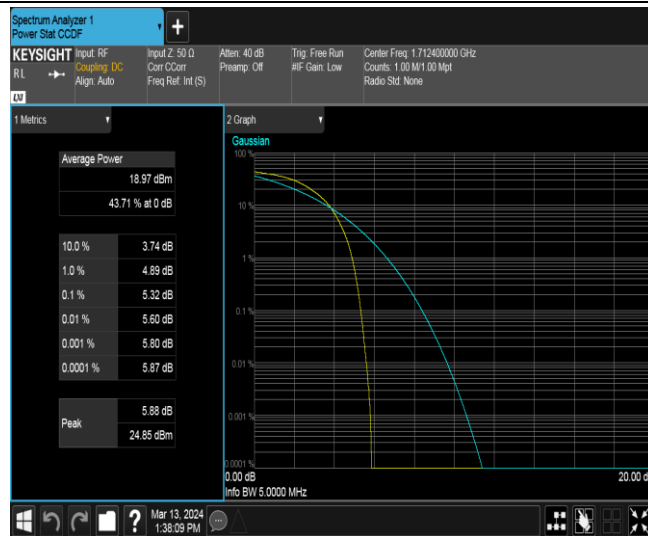 Spectrum Analyzer 1
Power Stat CCDF
+
KEYSIGHT
RL
LXI
Input: RF
Coupling: DC
Align: Auto
Input Z: 50 Ω
Corr CCorr
Freq Ref: Int (S)
Atten: 40 dB
Preamp: Off
Trig: Free Run
#IF Gain: Low
Center Freq: 1.712400000 GHz
Counts: 1.00 M/1.00 Mpt
Radio Std: None
1 Metrics
Average Power
18.97 dBm
43.71 % at 0 dB
10.0 % 3.74 dB
1.0 % 4.89 dB
0.1 % 5.32 dB
0.01 % 5.60 dB
0.001 % 5.80 dB
0.0001 % 5.87 dB
Peak
5.88 dB
24.85 dBm
2 Graph
Gaussian
100 %
10 %
1 %
0.1 %
0.01 %
0.001 %
0.0001 %
0.00 dB
20.00 d
Info BW 5.0000 MHz
?
Mar 13, 2024
1:38:09 PM